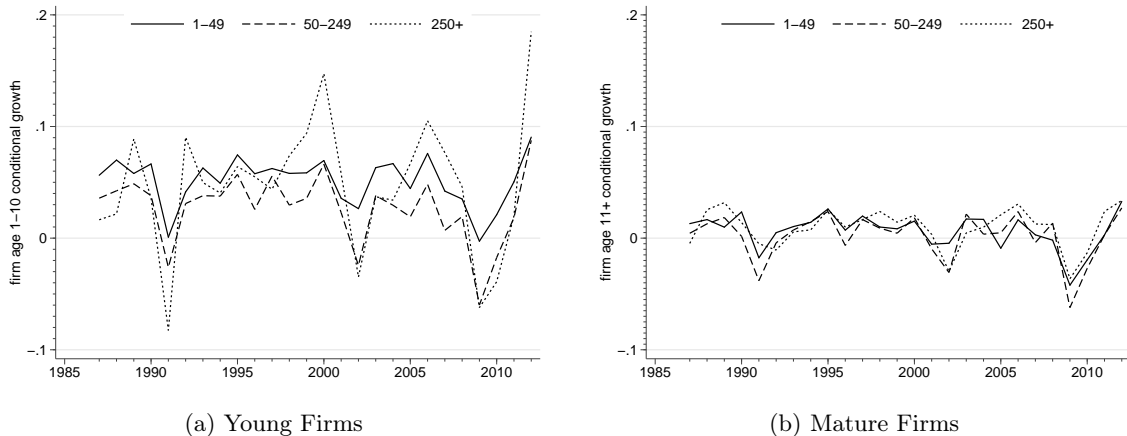 1−49 50−249 250+
firm age 1−10 conditional growth
.2
.1
0
−.1
1985 1990 1995 2000 2005 2010
(a) Young Firms
1−49 50−249 250+
firm age 11+ conditional growth
.2
.1
0
−.1
1985 1990 1995 2000 2005 2010
(b) Mature Firms